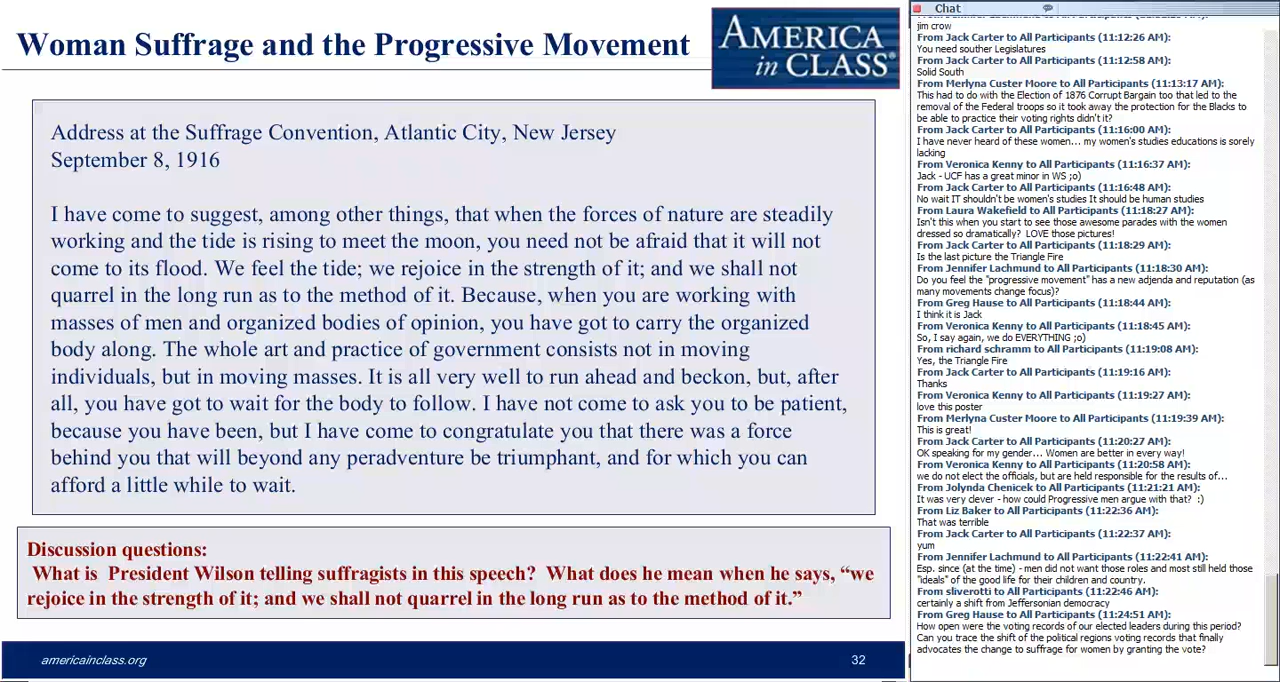 Woman Suffrage and the Progressive Movement
AMERICA
in CLASS®
Address at the Suffrage Convention, Atlantic City, New Jersey
September 8, 1916
I have come to suggest, among other things, that when the forces of nature are steadily
working and the tide is rising to meet the moon, you need not be afraid that it will not
come to its flood. We feel the tide; we rejoice in the strength of it; and we shall not
quarrel in the long run as to the method of it. Because, when you are working with
masses of men and organized bodies of opinion, you have got to carry the organized
body along. The whole art and practice of government consists not in moving
individuals, but in moving masses. It is all very well to run ahead and beckon, but, after
all, you have got to wait for the body to follow. I have not come to ask you to be patient,
because you have been, but I have come to congratulate you that there was a force
behind you that will beyond any peradventure be triumphant, and for which you can
afford a little while to wait.
Discussion questions:
What is President Wilson telling suffragists in this speech? What does he mean when he says, “we
rejoice in the strength of it; and we shall not quarrel in the long run as to the method of it.”
americainclass.org
32
Chat
jim crow
From Jack Carter to All Participants (11:12:26 AM):
You need souther Legislatures
From Jack Carter to All Participants (11:12:58 AM):
Solid South
From Merlyna Custer Moore to All Participants (11:13:17 AM):
This had to do with the Election of 1876 Corrupt Bargain too that led to the
removal of the Federal troops so it took away the protection for the Blacks to
be able to practice their voting rights didn't it?
From Jack Carter to All Participants (11:16:00 AM):
I have never heard of these women... my women's studies educations is sorely
lacking
From Veronica Kenny to All Participants (11:16:37 AM):
Jack - UCF has a great minor in WS ;o)
From Jack Carter to All Participants (11:16:48 AM):
No wait IT shouldn't be women's studies It should be human studies
From Laura Wakefield to All Participants (11:18:27 AM):
Isn't this when you start to see those awesome parades with the women
dressed so dramatically? LOVE those pictures!
From Jack Carter to All Participants (11:18:29 AM):
Is the last picture the Triangle Fire
From Jennifer Lachmund to All Participants (11:18:30 AM):
Do you feel the "progressive movement" has a new adjenda and reputation (as
many movements change focus)?
From Greg Hause to All Participants (11:18:44 AM):
I think it is Jack
From Veronica Kenny to All Participants (11:18:45 AM):
So, I say again, we do EVERYTHING ;o)
From richard schramm to All Participants (11:19:08 AM):
Yes, the Triangle Fire
From Jack Carter to All Participants (11:19:16 AM):
Thanks
From Veronica Kenny to All Participants (11:19:27 AM):
love this poster
From Merlyna Custer Moore to All Participants (11:19:39 AM):
This is great!
From Jack Carter to All Participants (11:20:27 AM):
OK speaking for my gender... Women are better in every way!
From Veronica Kenny to All Participants (11:20:58 AM):
we do not elect the officials, but are held responsible for the results of...
From Jolynda Chenicek to All Participants (11:21:21 AM):
It was very clever - how could Progressive men argue with that? :)
From Liz Baker to All Participants (11:22:36 AM):
That was terrible
From Jack Carter to All Participants (11:22:37 AM):
yum
From Jennifer Lachmund to All Participants (11:22:41 AM):
Esp. since (at the time) - men did not want those roles and most still held those
"ideals" of the good life for their children and country.
From sliverotti to All Participants (11:22:46 AM):
certainly a shift from Jeffersonian democracy
From Greg Hause to All Participants (11:24:51 AM):
How open were the voting records of our elected leaders during this period?
Can you trace the shift of the political regions voting records that finally
advocates the change to suffrage for women by granting the vote?